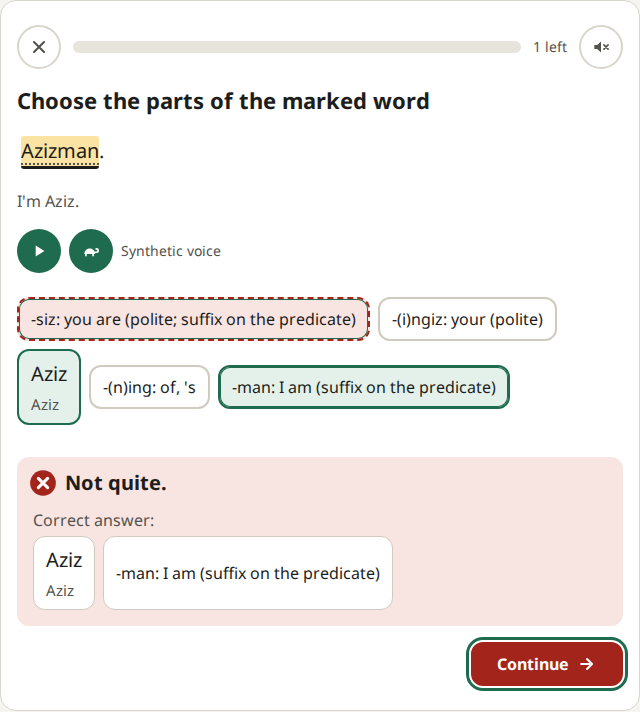 1 left
Choose the parts of the marked word
Azizman.
I'm Aziz.
Synthetic voice
-siz: you are (polite; suffix on the predicate)
-(i)ngiz: your (polite)
Aziz
Aziz
-(n)ing: of, 's
-man: I am (suffix on the predicate)
Not quite.
Correct answer:
Aziz
Aziz
-man: I am (suffix on the predicate)
Continue